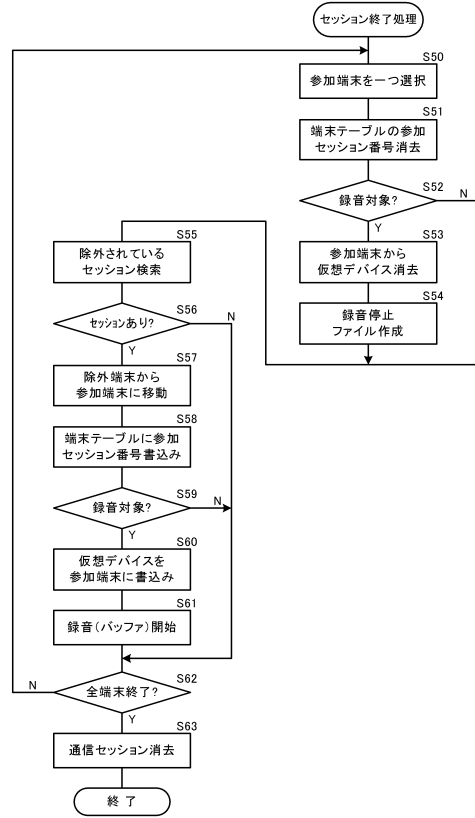 セッション終了処理
S50
参加端末を一つ選択
S51
端末テーブルの参加
セッション番号消去
S52
録音対象?
N
Y
S53
参加端末から
仮想デバイス消去
S54
録音停止
ファイル作成
S55
除外されている
セッション検索
S56
セッションあり?
N
Y
S57
除外端末から
参加端末に移動
S58
端末テーブルに参加
セッション番号書込み
S59
録音対象?
N
Y
S60
仮想デバイスを
参加端末に書込み
S61
録音(バッファ)開始
S62
全端末終了?
N
Y
S63
通信セッション消去
終了